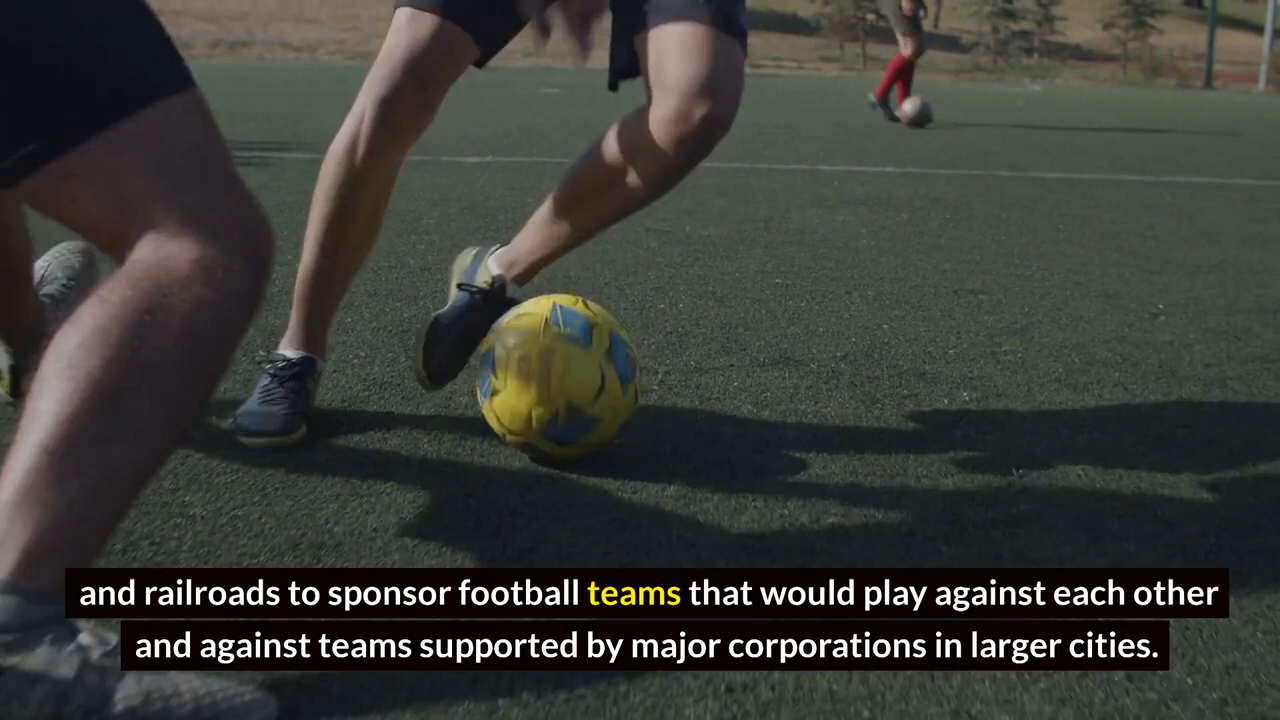 and railroads to sponsor football teams that would play against each other
and against teams supported by major corporations in larger cities.